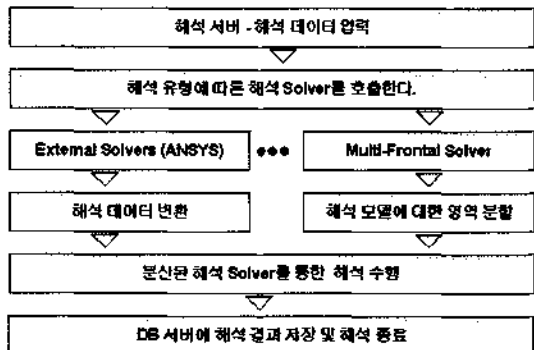 해석 서버 - 해석 데이터 입력
해석 유형에 따른 해석 Solver를 호출한다.
External Solvers (ANSYS) ●●● Multi-Frontal Solver
해석 데이터 변환 해석 모델에 대한 영역 분할
분산된 해석 Solver를 통한 해석 수행
DB 서버에 해석 결과 저장 및 해석 종료